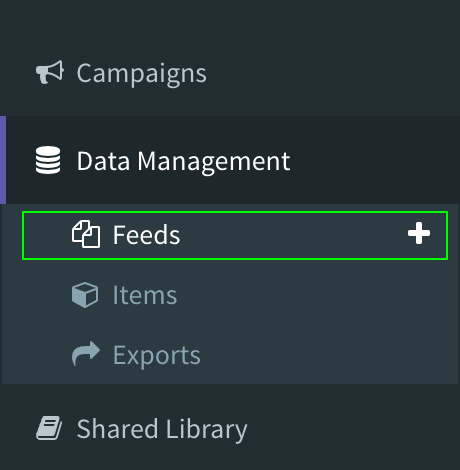 Campaigns
Data Management
Feeds
Items
Exports
Shared Library